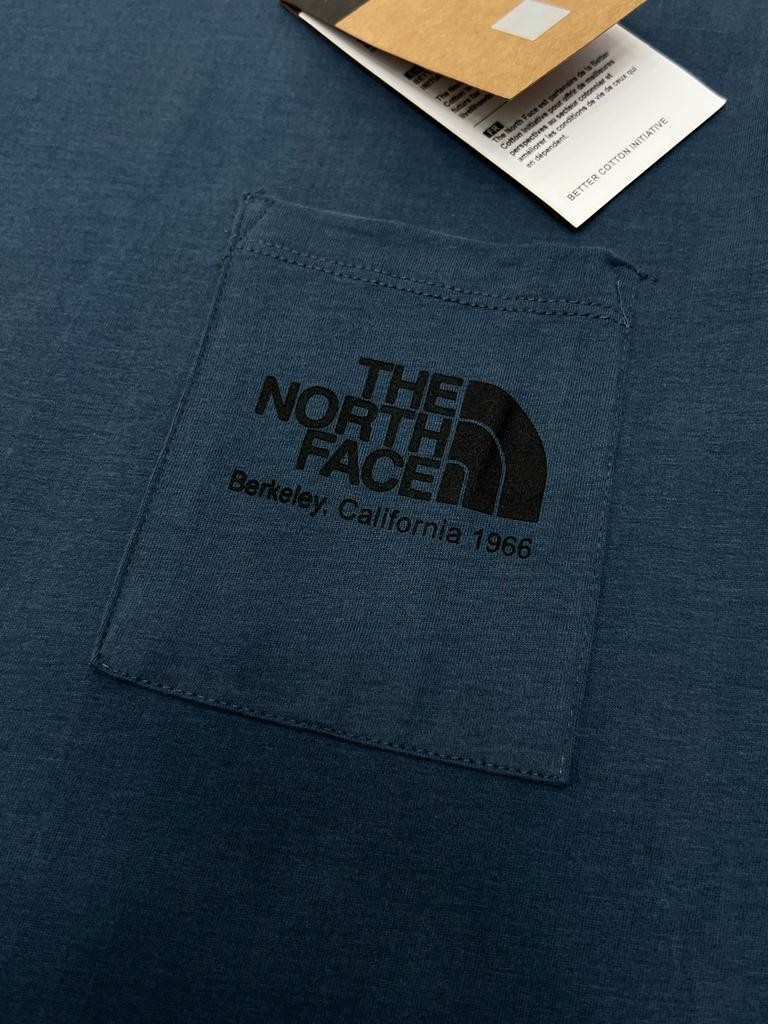 The North Face est partenaire de la Better
Cotton Initiative pour offrir de meilleures
perspectives au secteur cotonnier et
améliorer les conditions de vie de ceux qui
en dépendent.
BETTER COTTON INITIATIVE
THE
NORTH
FACE
Berkeley, California 1966